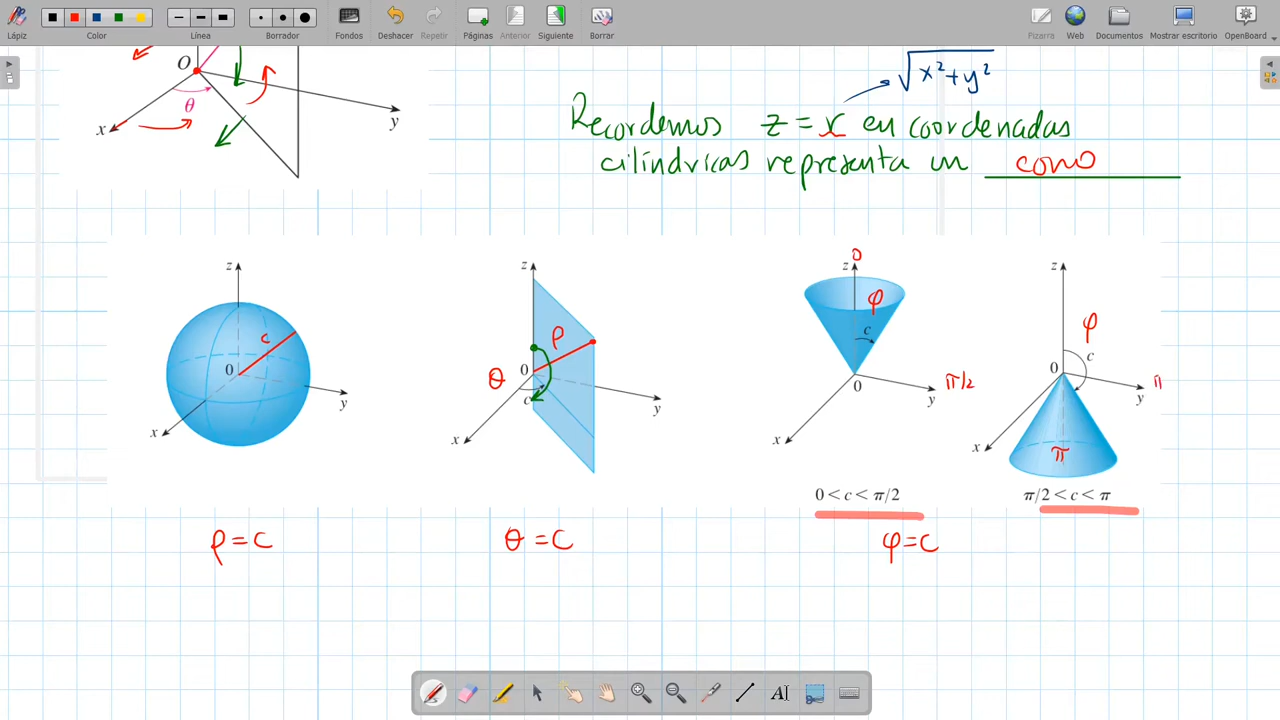 Lápiz
Color
Línea
Borrador
Fondos
Deshacer
Repetir
Páginas
Anterior
Siguiente
Borrar
Pizarra
Web
Documentos
Mostrar escritorio
OpenBoard
O
θ
x
y
√x²+y²
Recordemos z = r en coordenadas
cilíndricas representa un cono
z
c
0
x
y
z
ρ
θ
0
c
x
y
0
z
φ
c
0
π/2
y
x
0 < c < π/2
z
φ
c
0
π
y
x
π
π/2 < c < π
ρ = c
θ = c
φ = c